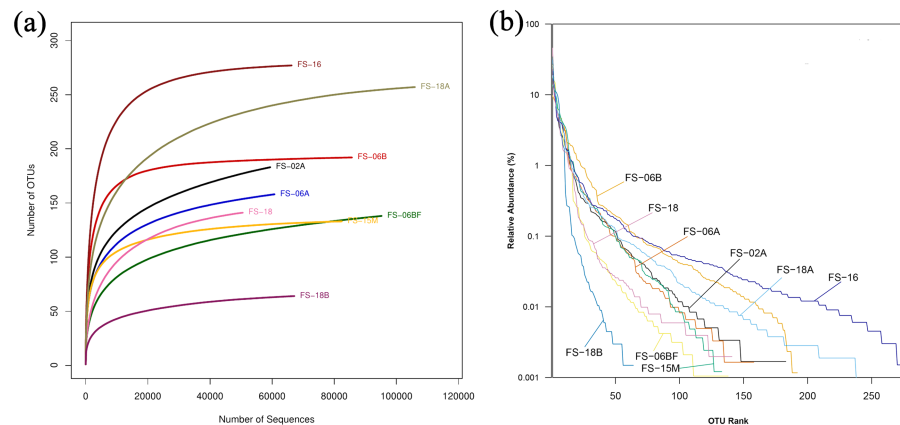 (a)
Number of OTUs
300
250
200
150
100
50
0
FS-16
FS-18A
FS-06B
FS-02A
FS-06A
FS-18
FS-15M
FS-06BF
FS-18B
0 20000 40000 60000 80000 100000 120000
Number of Sequences
(b)
Relative Abundance (%)
100
10
1
0.1
0.01
0.001
FS-06B
FS-18
FS-06A
FS-02A
FS-18A
FS-16
FS-18B
FS-06BF
FS-15M
50 100 150 200 250
OTU Rank